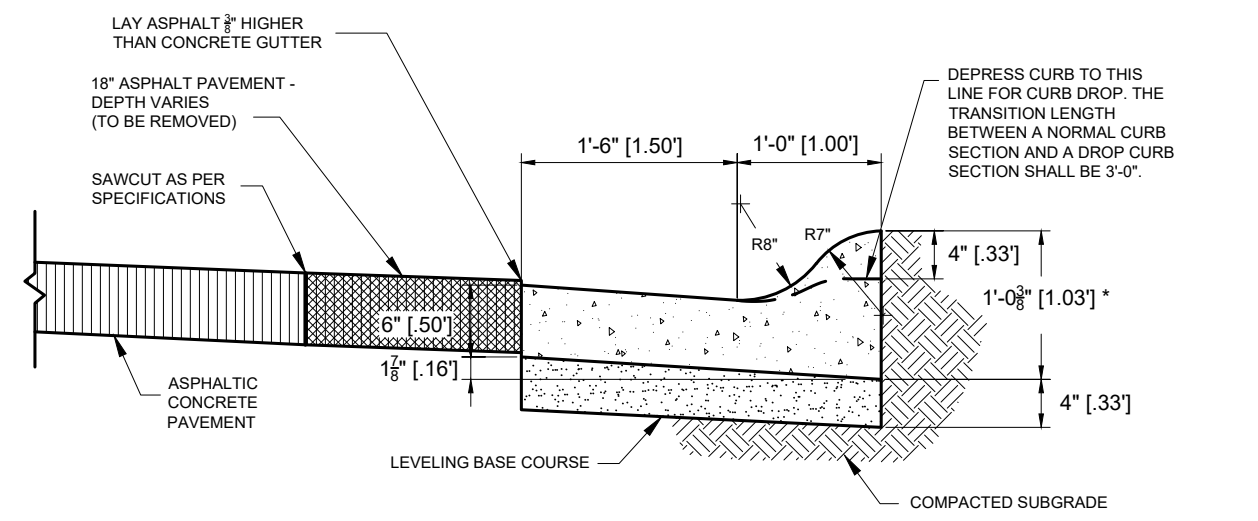 LAY ASPHALT 3/8" HIGHER
THAN CONCRETE GUTTER
18" ASPHALT PAVEMENT -
DEPTH VARIES
(TO BE REMOVED)
SAWCUT AS PER
SPECIFICATIONS
DEPRESS CURB TO THIS
LINE FOR CURB DROP. THE
TRANSITION LENGTH
BETWEEN A NORMAL CURB
SECTION AND A DROP CURB
SECTION SHALL BE 3'-0".
1'-6" [1.50']
1'-0" [1.00']
R8"
R7"
4" [.33']
1'-0 3/8" [1.03'] *
6" [.50']
1 7/8" [.16']
4" [.33']
ASPHALTIC
CONCRETE
PAVEMENT
LEVELING BASE COURSE
COMPACTED SUBGRADE